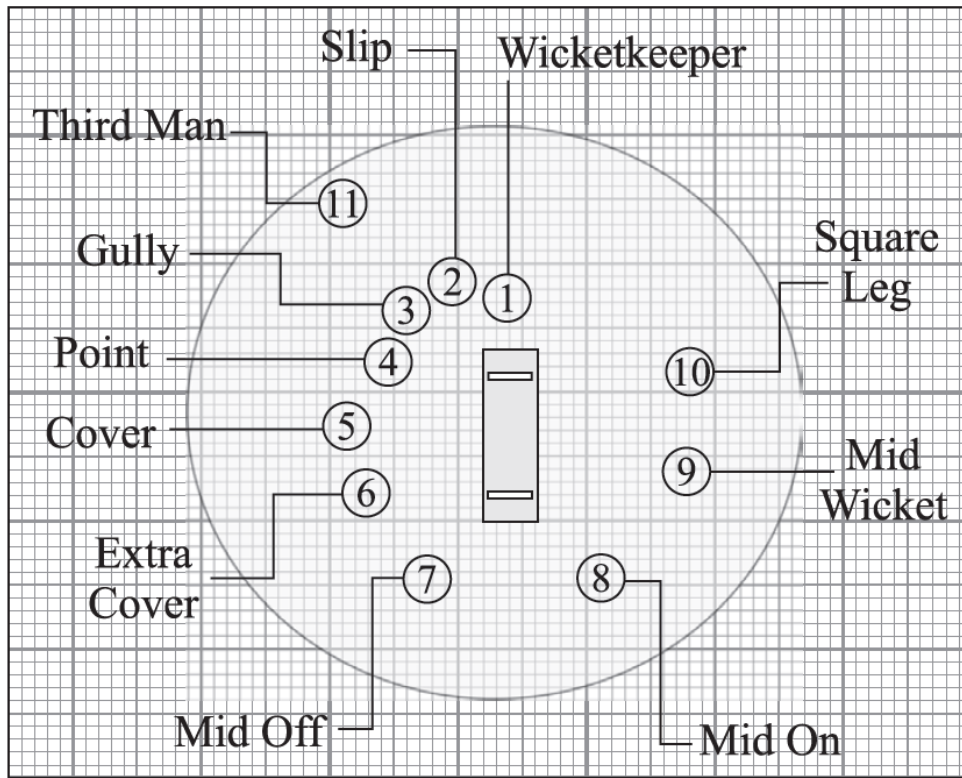 Slip
Wicketkeeper
Third Man
11
Gully
2
1
3
Square
Leg
Point
4
10
Cover
5
9
Mid
Wicket
6
Extra
Cover
7
8
Mid Off
Mid On